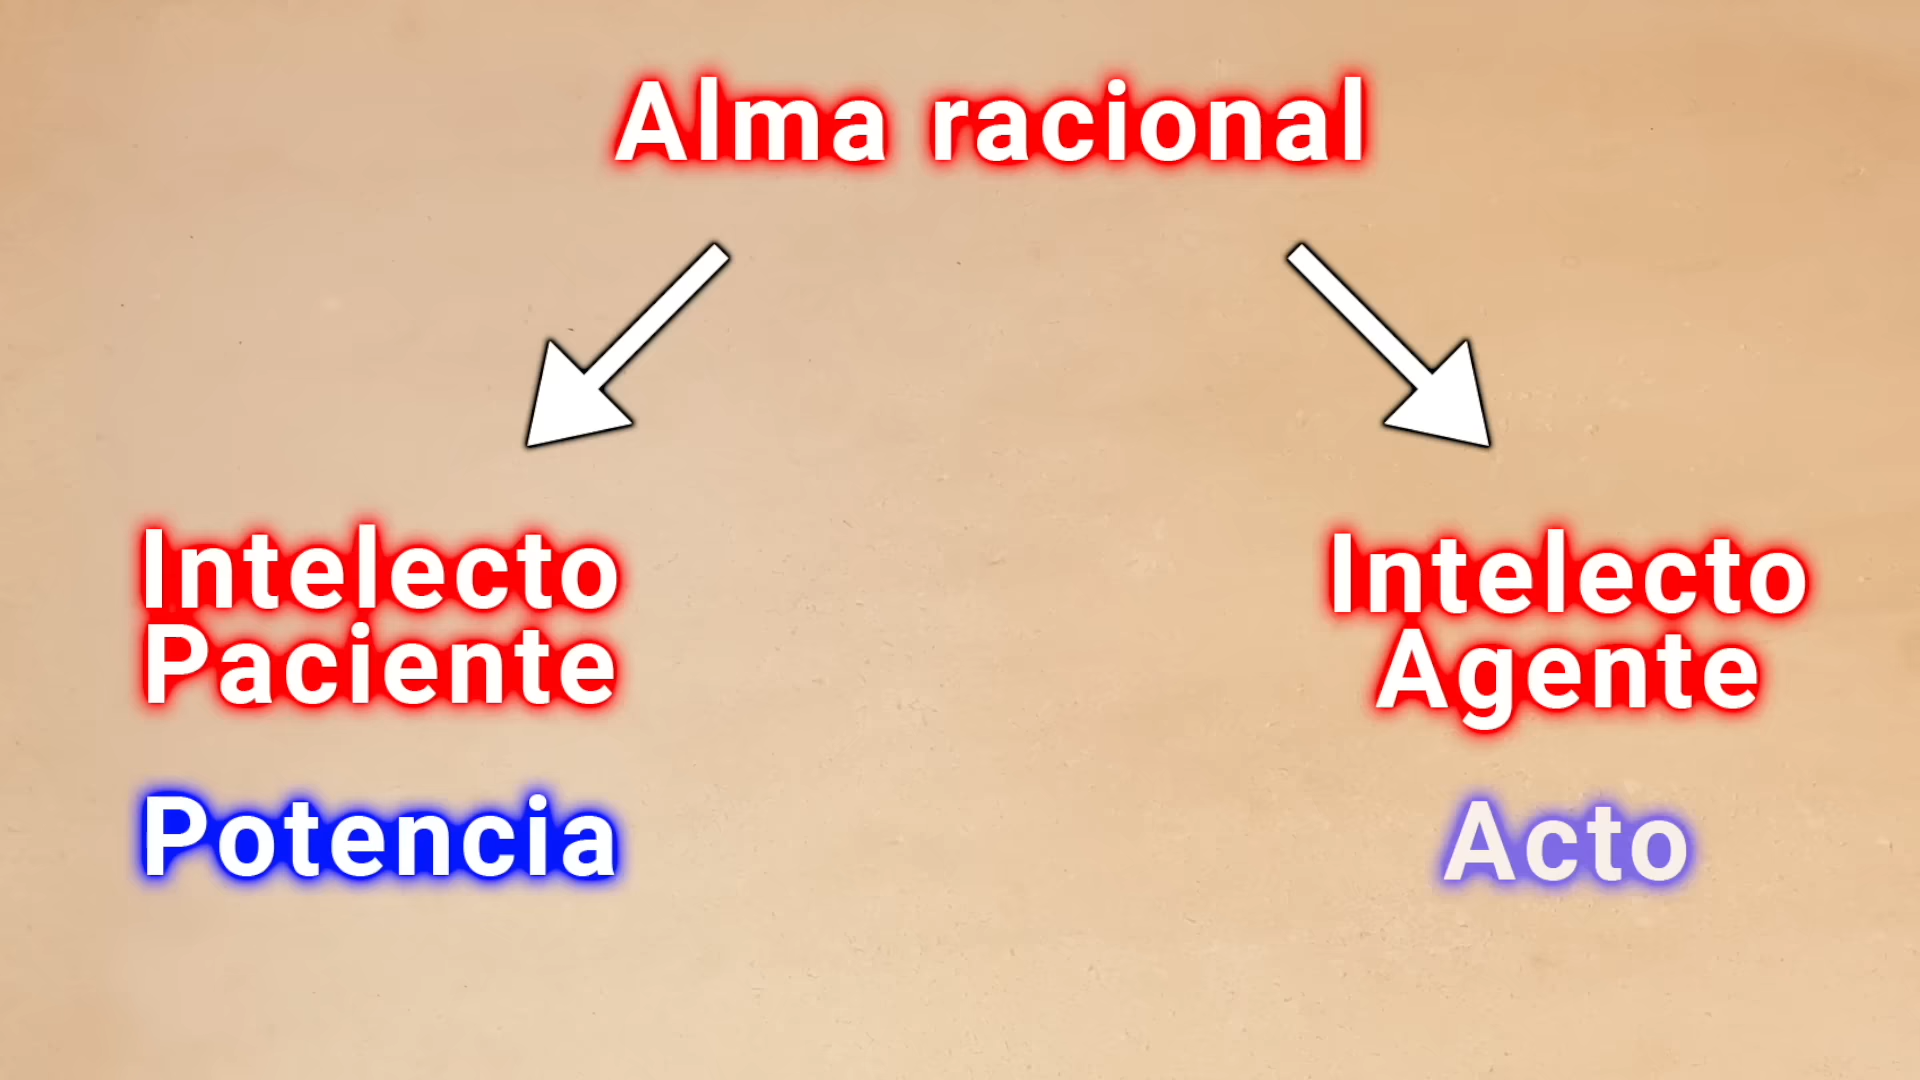 Alma racional
Intelecto
Paciente
Potencia
Intelecto
Agente
Acto